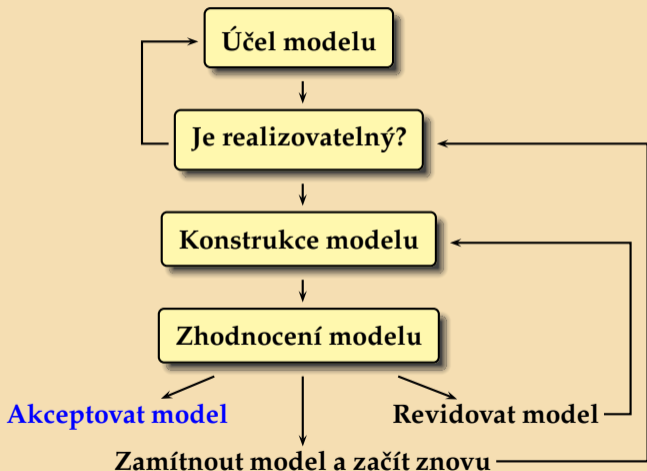 Účel modelu
Je realizovatelný?
Konstrukce modelu
Zhodnocení modelu
Akceptovat model
Revidovat model
Zamítnout model a začít znovu